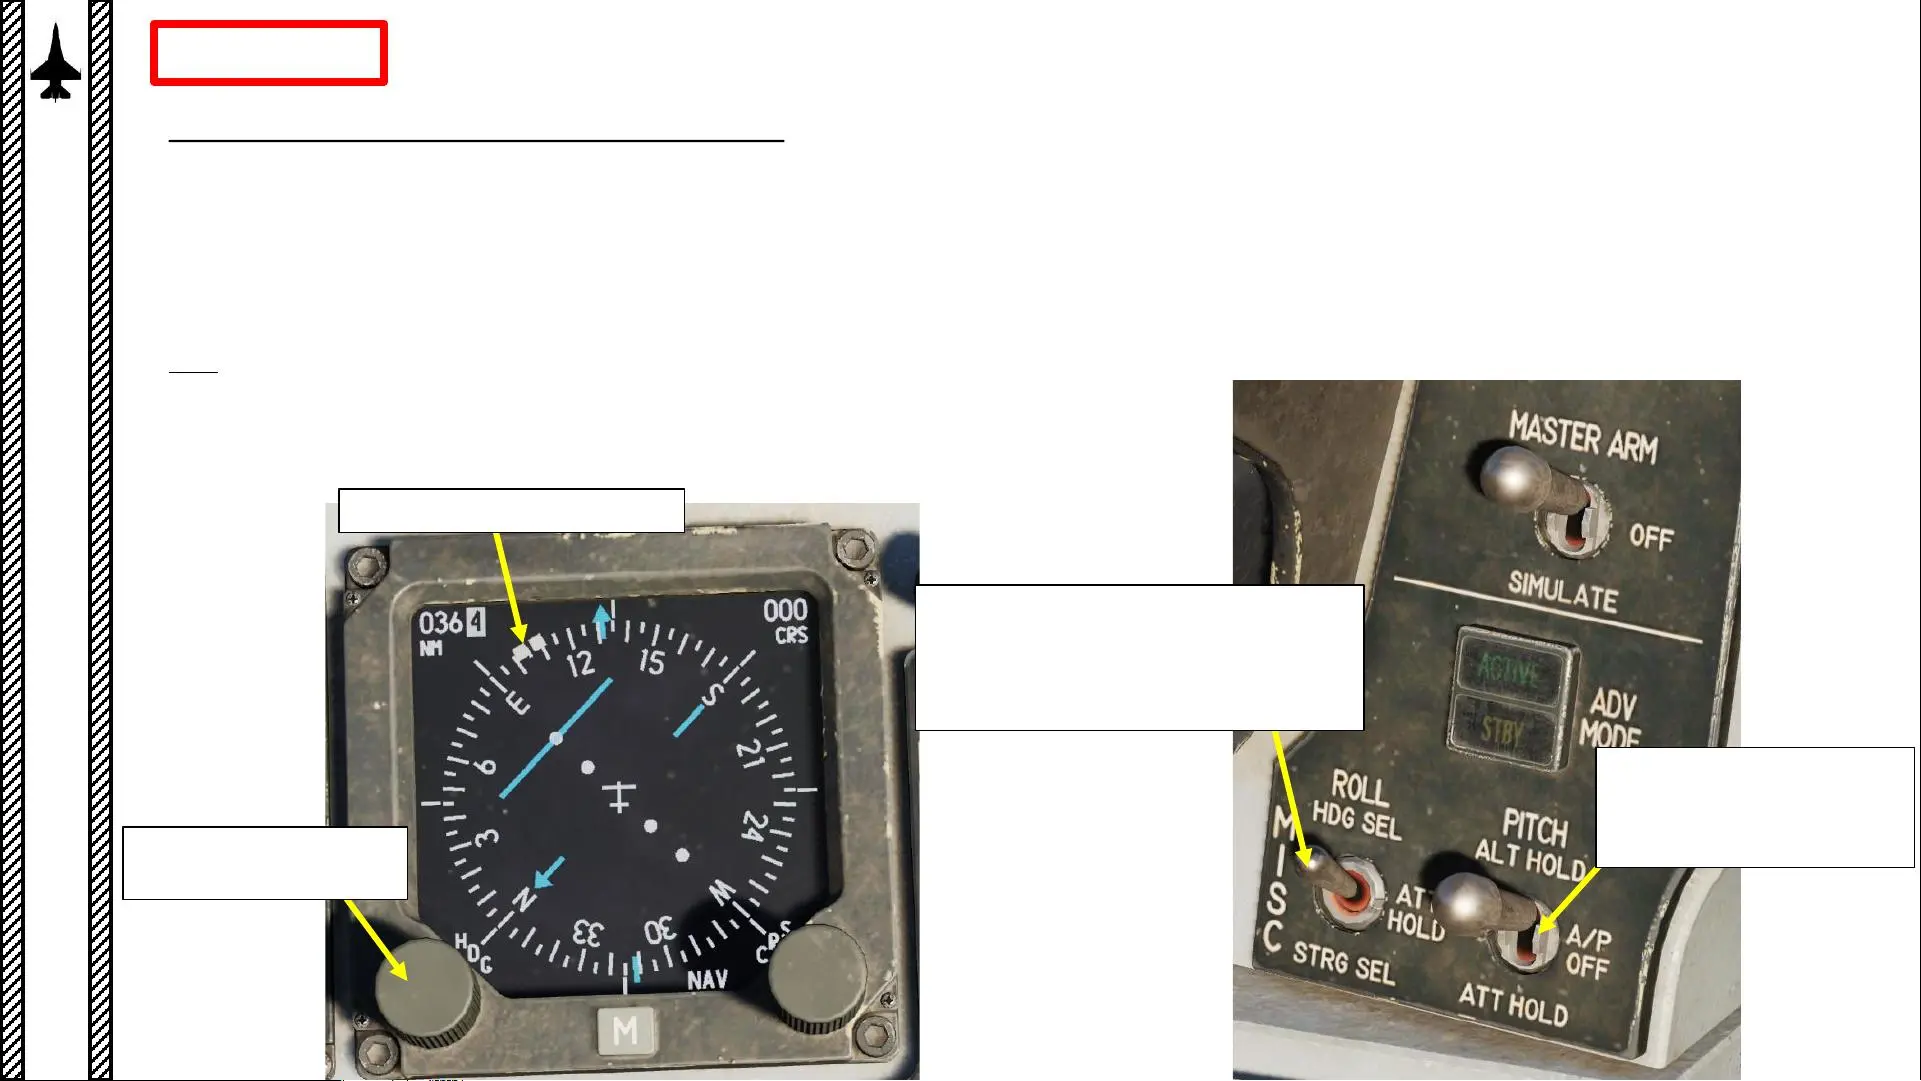 MASTER ARM
OFF
SIMULATE
ACTIVE
STBY
ADV
MODE
ROLL
HDG SEL
ATT
HOLD
STRG SEL
MISC
PITCH
ALT HOLD
A/P
OFF
ATT HOLD
036 4
NM
000
CRS
12
15
E
S
6
21
3
24
N
W
33
30
HDG
CRS
NAV
M